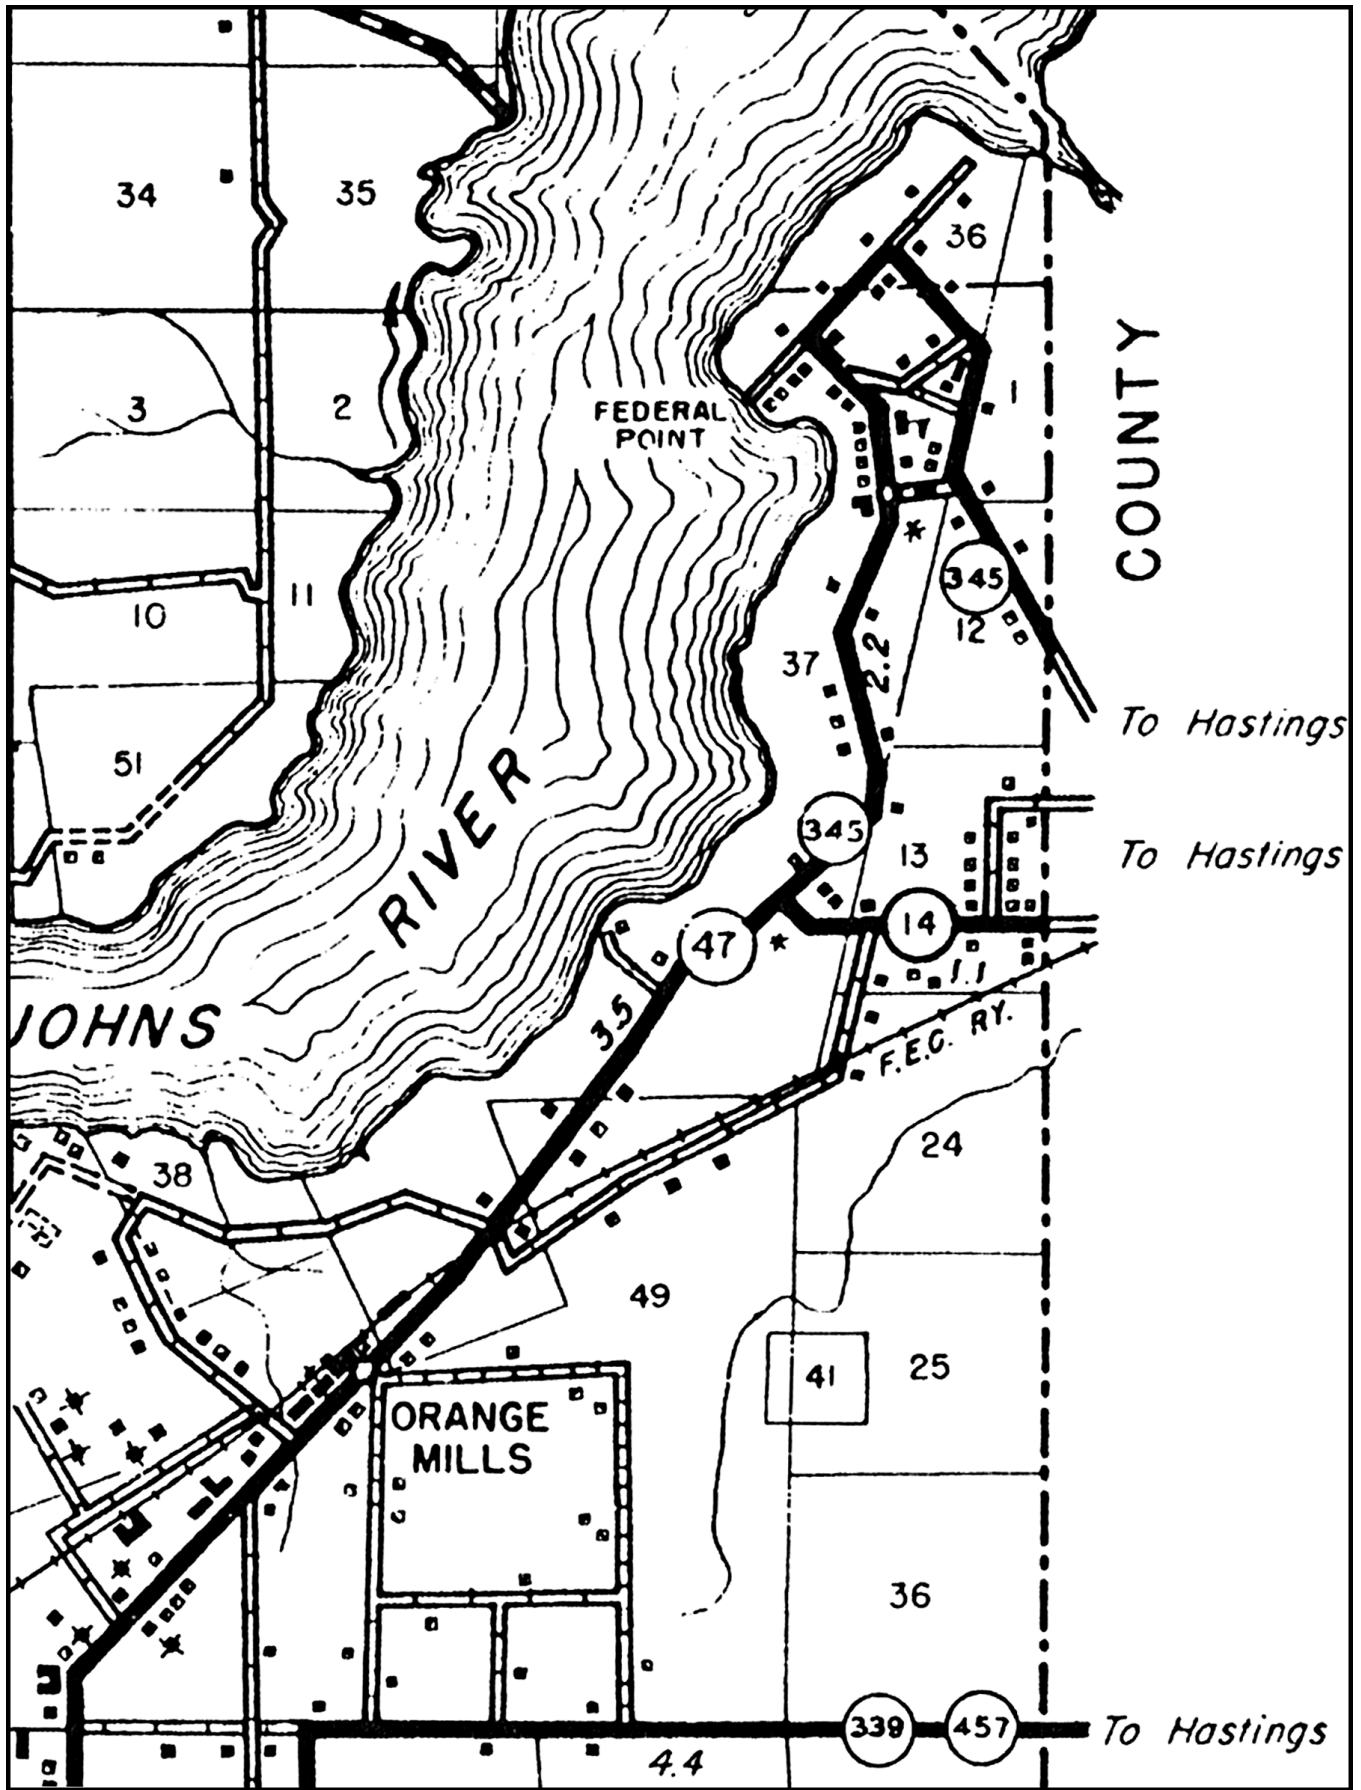 34
35
36
3
2
FEDERAL
POINT
1
COUNTY
10
11
345
12
37
2.2
51
To Hastings
345
13
To Hastings
RIVER
14
47
1.1
JOHNS
3.5
F.E.C. RY.
24
38
49
41
25
ORANGE
MILLS
36
339
457
To Hastings
4.4